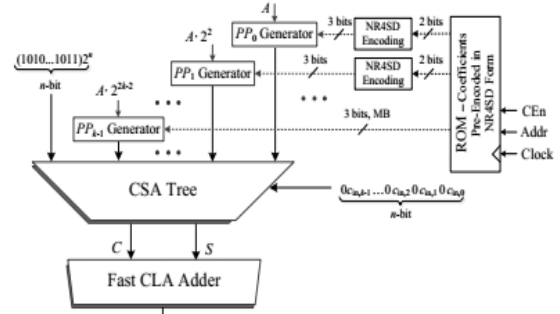 A
3 bits
NR4SD
Encoding
2 bits
PP0 Generator
A · 2^2
(1010...1011)2^n
n-bit
PP1 Generator
3 bits
NR4SD
Encoding
2 bits
ROM – Coefficients
Pre-Encoded in
NR4SD Form
A · 2^2k-2
• • •
• • •
PPk-1 Generator
3 bits, MB
CEn
Addr
Clock
• • •
CSA Tree
0cin,k-1 ... 0 cin,2 0 cin,1 0 cin,0
n-bit
C
S
Fast CLA Adder